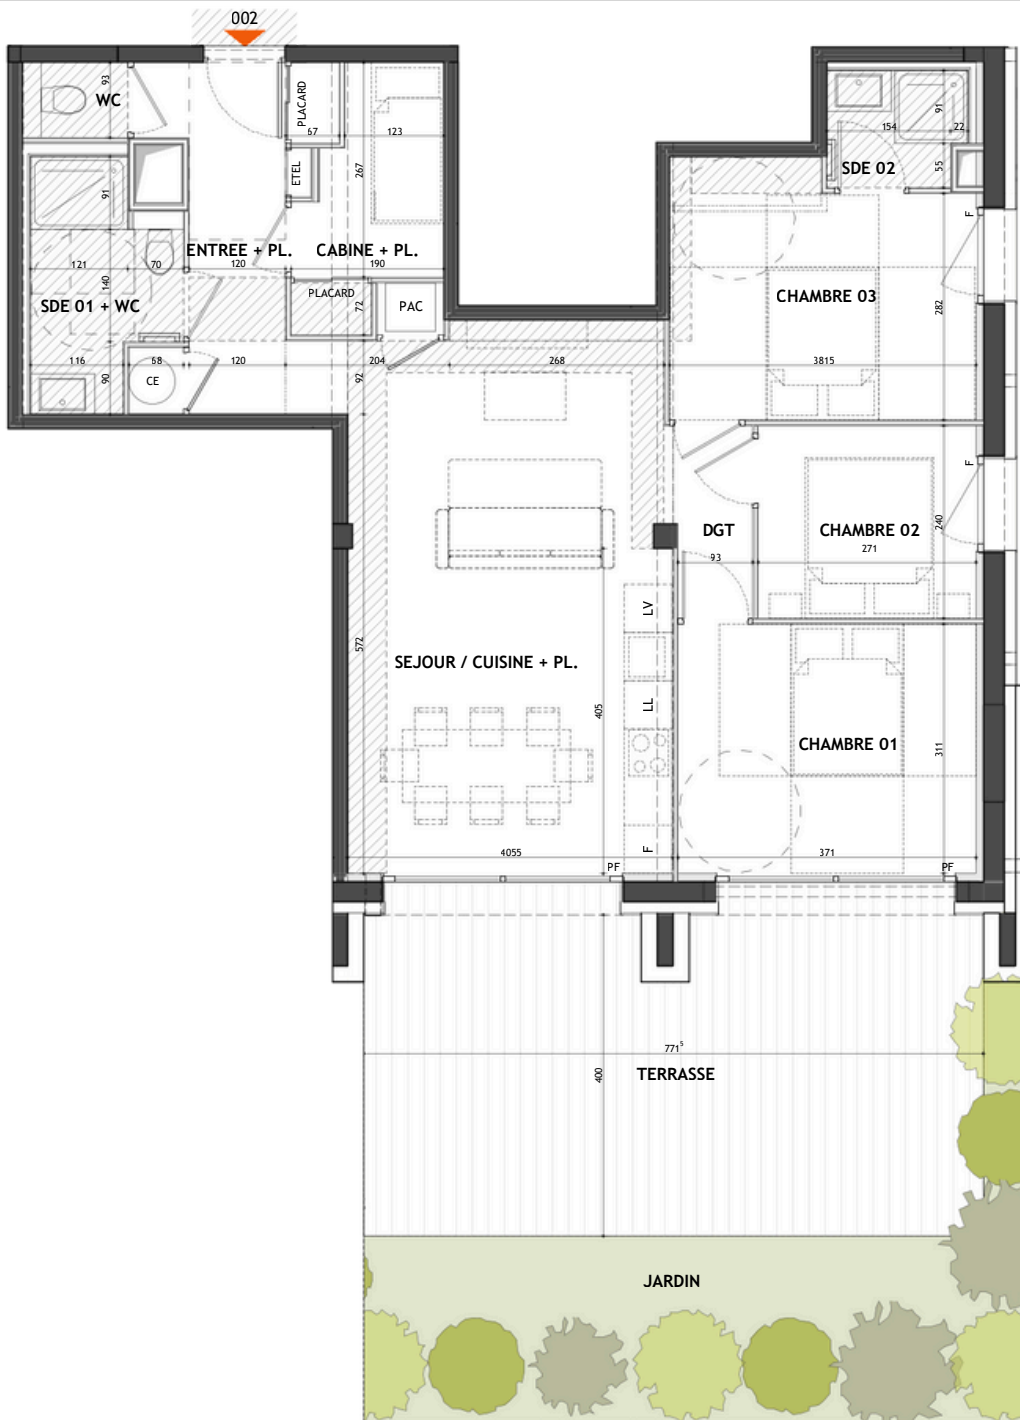 002
93
WC
PLACARD
67
123
ETEL
267
91
154
22
55
SDE 02
F
91
ENTREE + PL.
CABINE + PL.
121
70
120
190
140
SDE 01 + WC
PLACARD
72
PAC
CHAMBRE 03
282
116
68
120
204
268
3815
90
CE
92
F
DGT
CHAMBRE 02
240
271
93
LV
572
SEJOUR / CUISINE + PL.
405
LL
CHAMBRE 01
311
4055
F
371
PF
PF
771⁵
400
TERRASSE
JARDIN